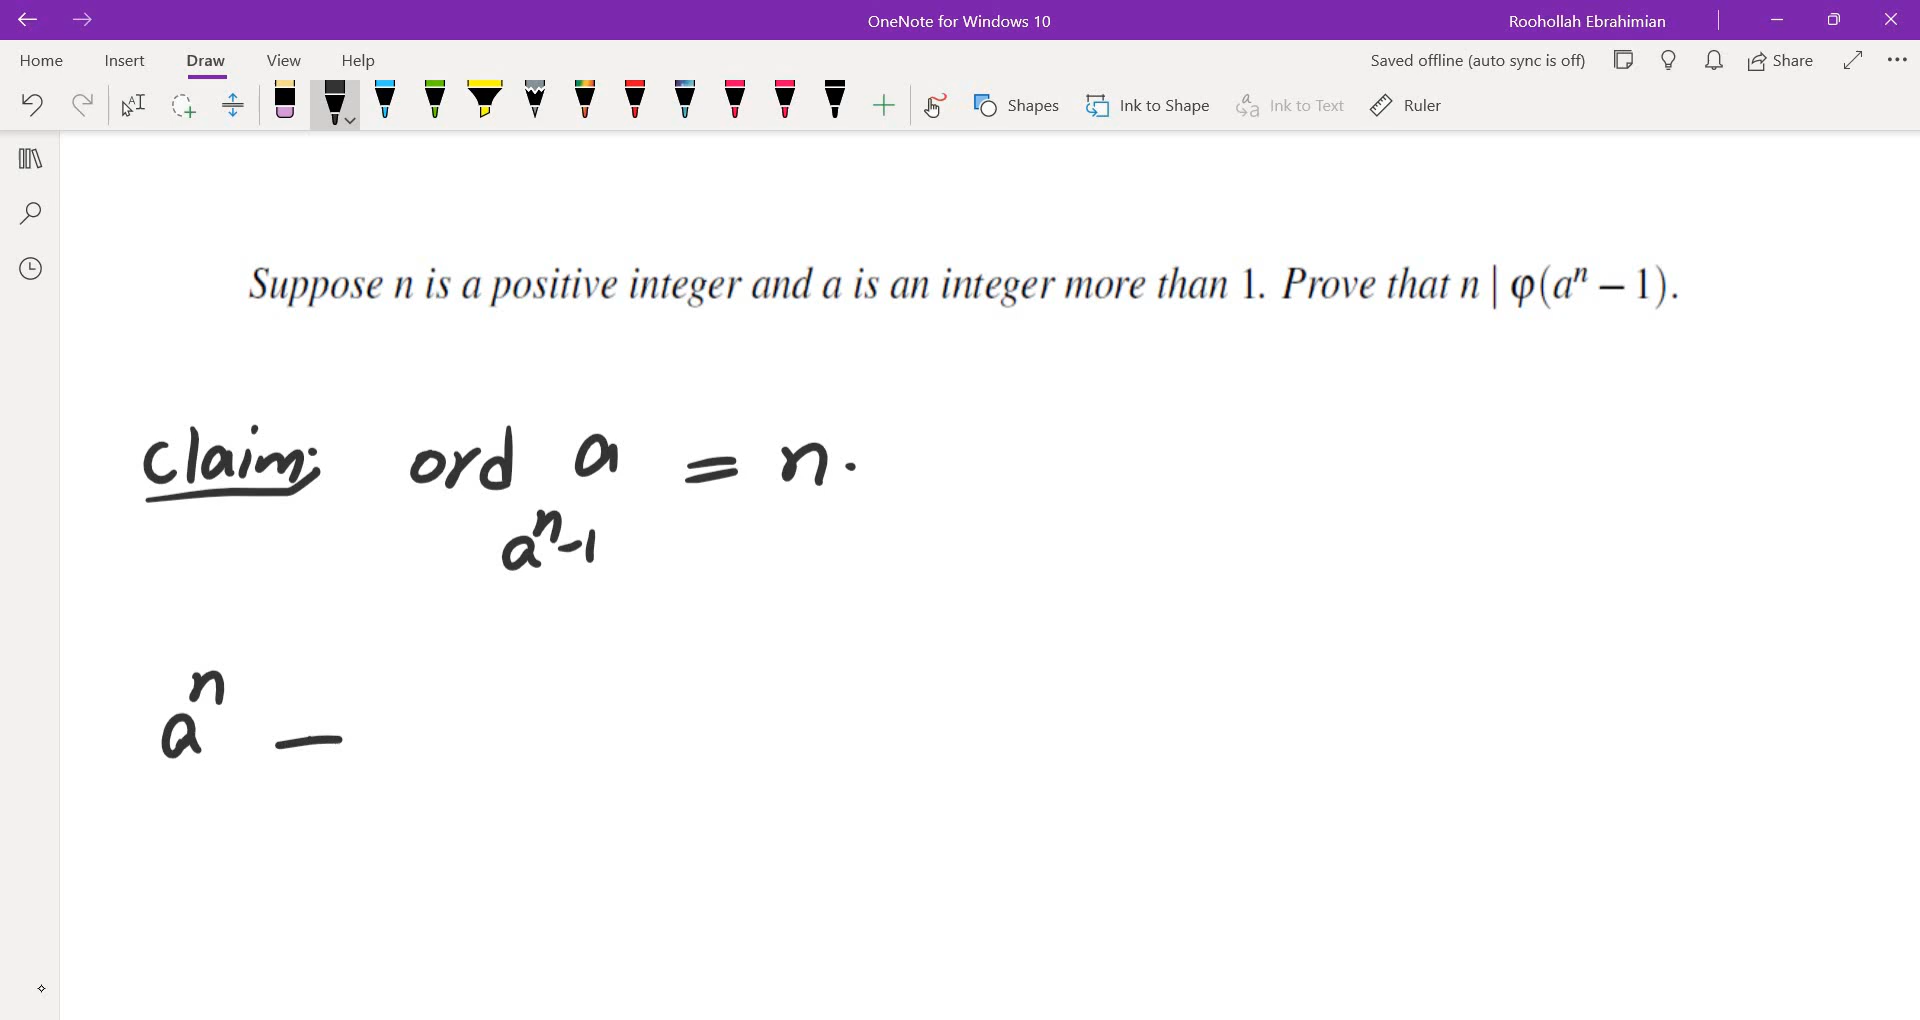 OneNote for Windows 10
Roohollah Ebrahimian
Home Insert Draw View Help
Saved offline (auto sync is off)
Share
Shapes
Ink to Shape
Ink to Text
Ruler
Suppose n is a positive integer and a is an integer more than 1. Prove that n | φ(aⁿ − 1).
Claim: ord a = n.
aⁿ-1
aⁿ —